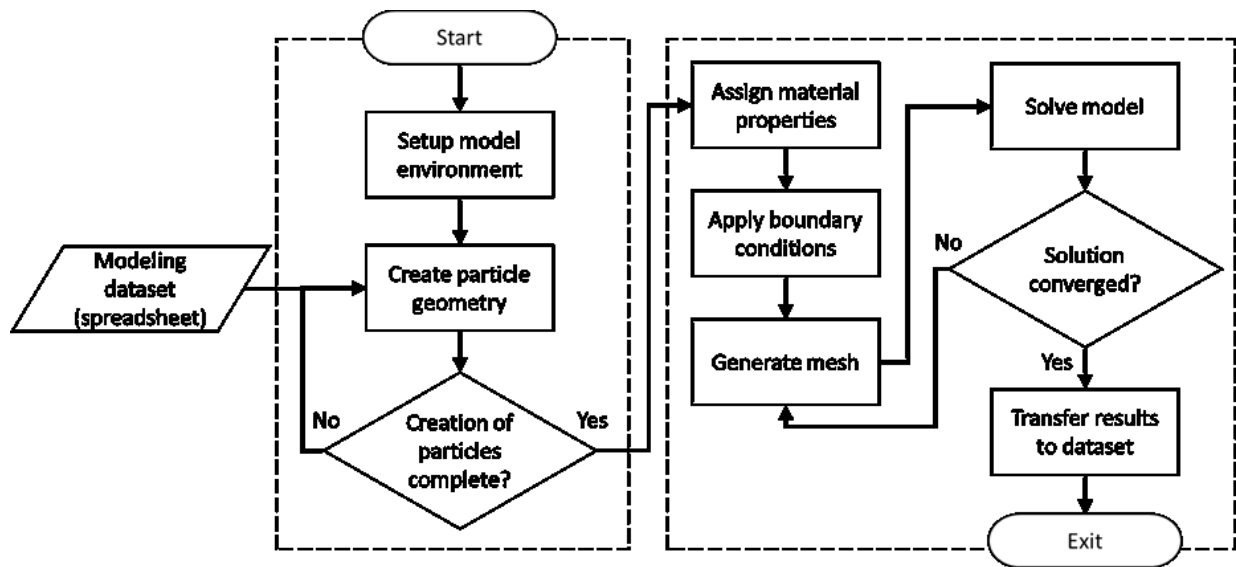 Start
Setup model
environment
Modeling
dataset
(spreadsheet)
Create particle
geometry
No
Creation of
particles
complete?
Yes
Assign material
properties
Apply boundary
conditions
Generate mesh
Solve model
No
Solution
converged?
Yes
Transfer results
to dataset
Exit